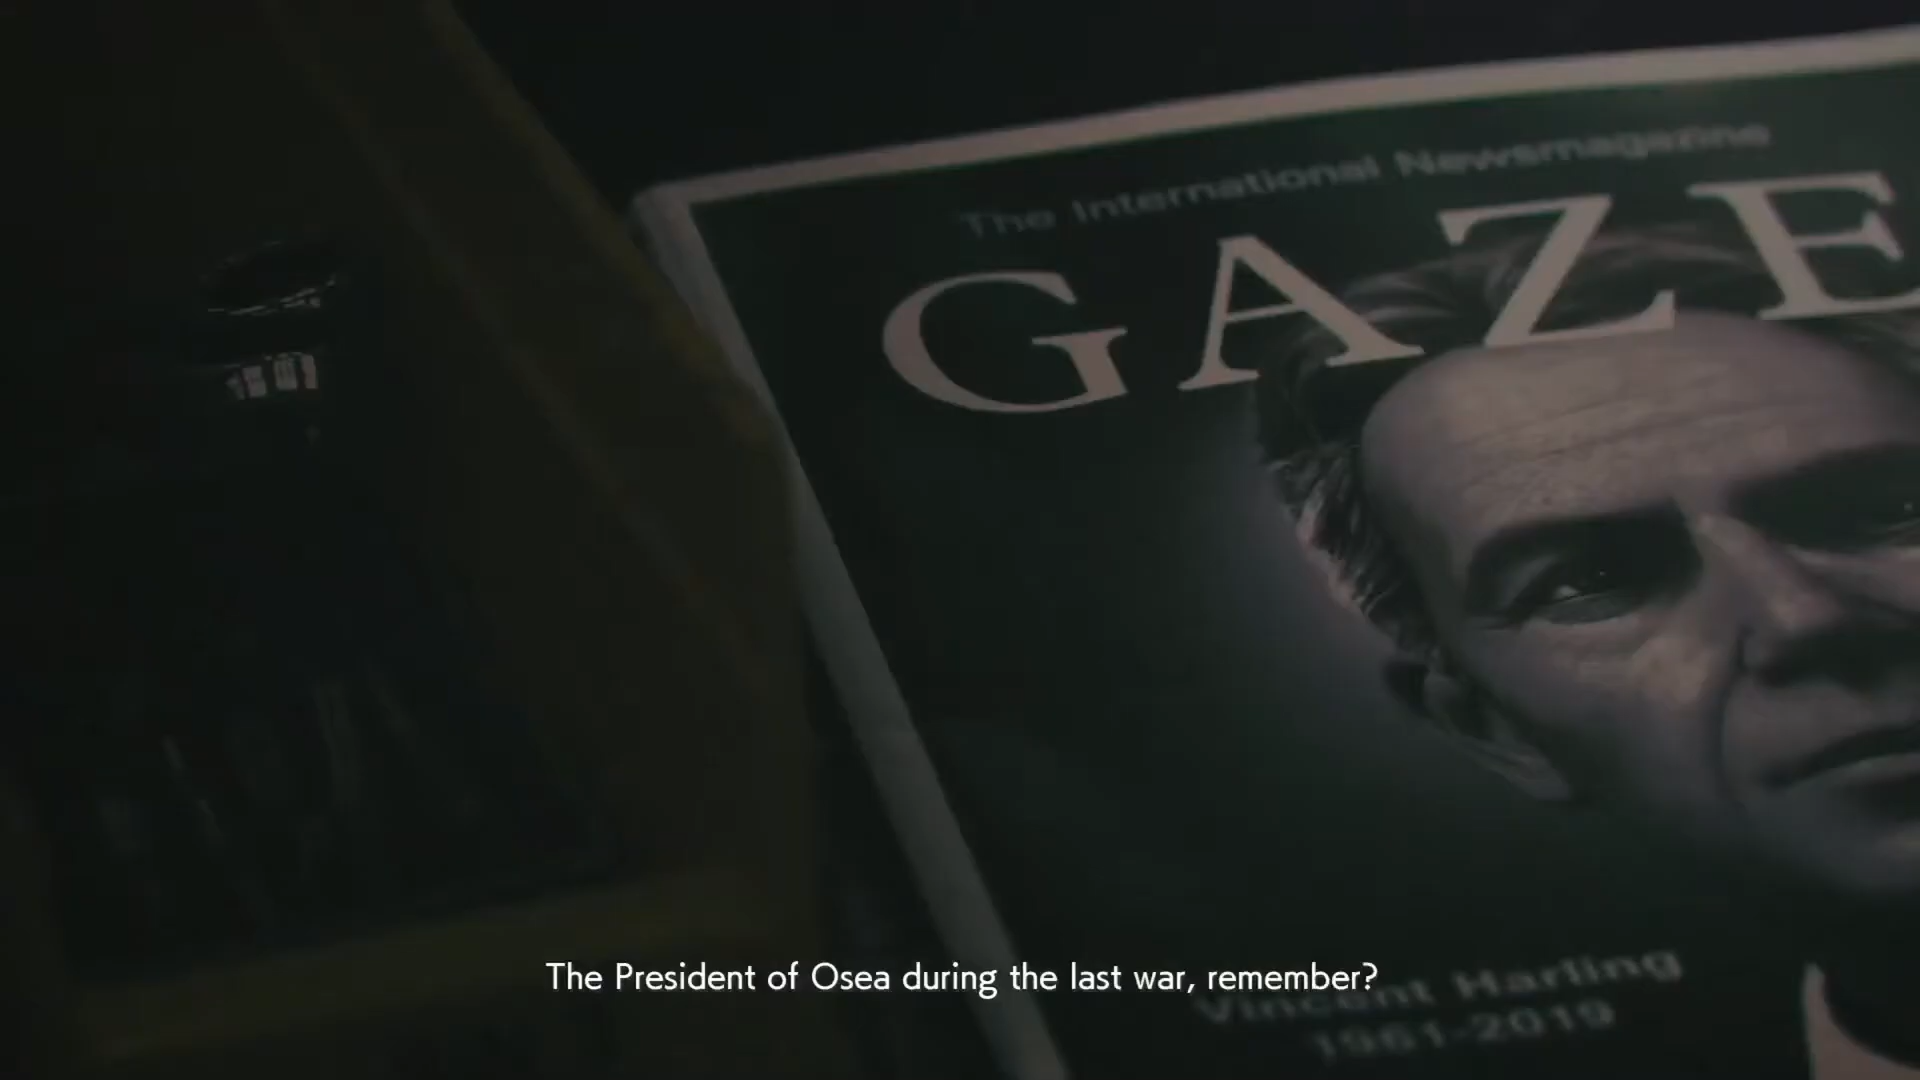 The International Newsmagazine
GAZE
The President of Osea during the last war, remember?
Vincent Harling
1961-2019